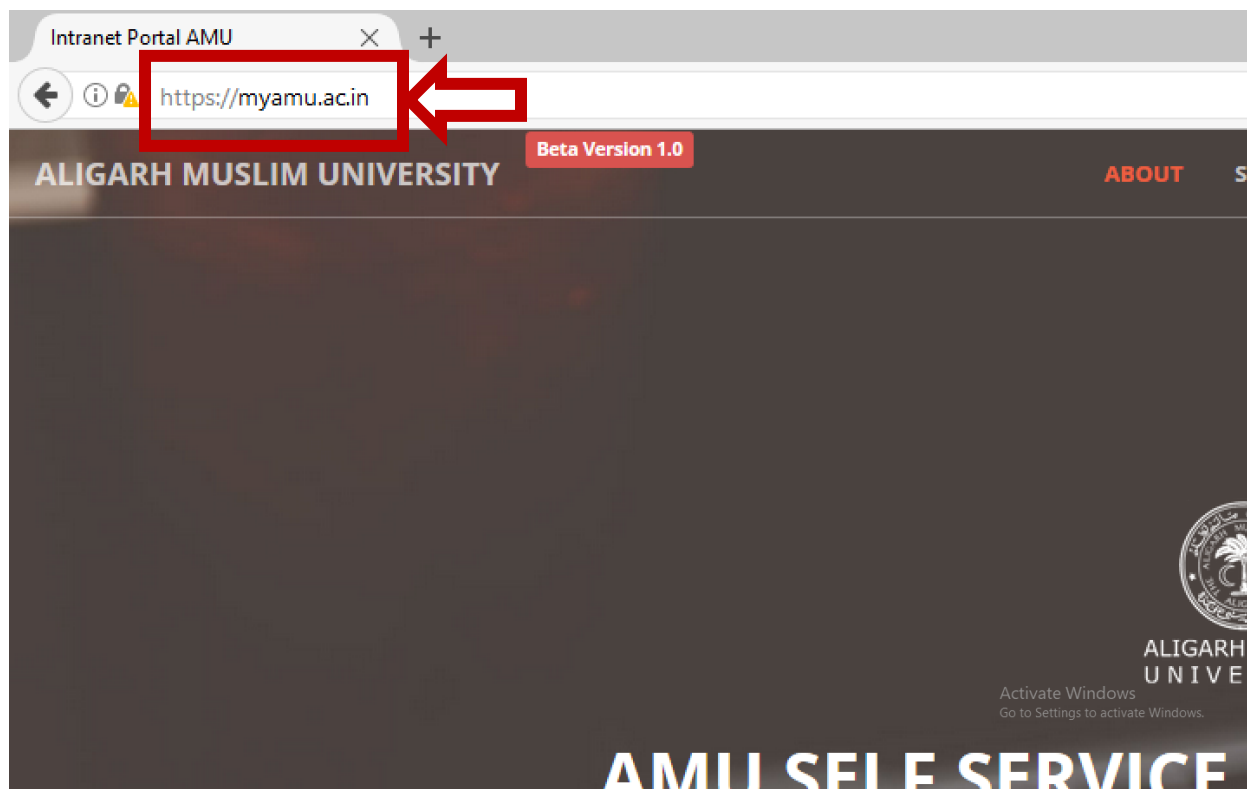 Intranet Portal AMU
https://myamu.ac.in
ALIGARH MUSLIM UNIVERSITY
Beta Version 1.0
ABOUT S
ALIGARH
UNIVE
Activate Windows
Go to Settings to activate Windows.
AMU SELF SERVICE